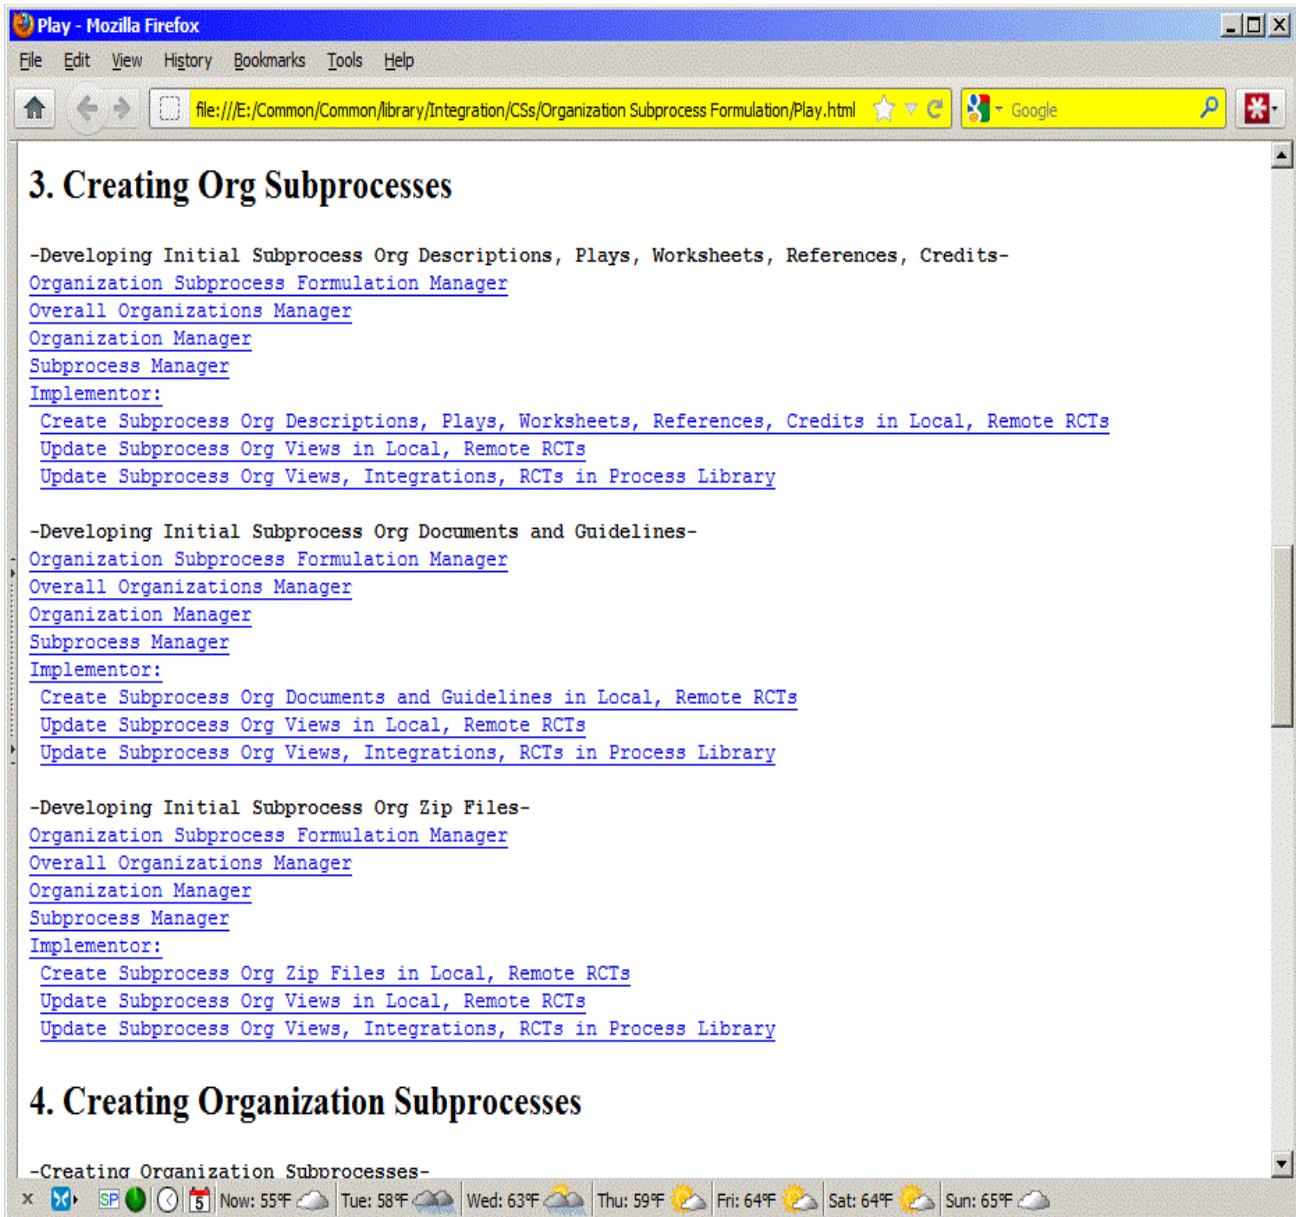 Play - Mozilla Firefox
File Edit View History Bookmarks Tools Help
file:///E:/Common/Common/library/Integration/CSs/Organization Subprocess Formulation/Play.html Google
3. Creating Org Subprocesses
-Developing Initial Subprocess Org Descriptions, Plays, Worksheets, References, Credits-
Organization Subprocess Formulation Manager
Overall Organizations Manager
Organization Manager
Subprocess Manager
Implementor:
Create Subprocess Org Descriptions, Plays, Worksheets, References, Credits in Local, Remote RCTs
Update Subprocess Org Views in Local, Remote RCTs
Update Subprocess Org Views, Integrations, RCTs in Process Library
-Developing Initial Subprocess Org Documents and Guidelines-
Organization Subprocess Formulation Manager
Overall Organizations Manager
Organization Manager
Subprocess Manager
Implementor:
Create Subprocess Org Documents and Guidelines in Local, Remote RCTs
Update Subprocess Org Views in Local, Remote RCTs
Update Subprocess Org Views, Integrations, RCTs in Process Library
-Developing Initial Subprocess Org Zip Files-
Organization Subprocess Formulation Manager
Overall Organizations Manager
Organization Manager
Subprocess Manager
Implementor:
Create Subprocess Org Zip Files in Local, Remote RCTs
Update Subprocess Org Views in Local, Remote RCTs
Update Subprocess Org Views, Integrations, RCTs in Process Library
4. Creating Organization Subprocesses
-Creating Organization Subprocesses-
x SP 5 Now: 55°F Tue: 58°F Wed: 63°F Thu: 59°F Fri: 64°F Sat: 64°F Sun: 65°F